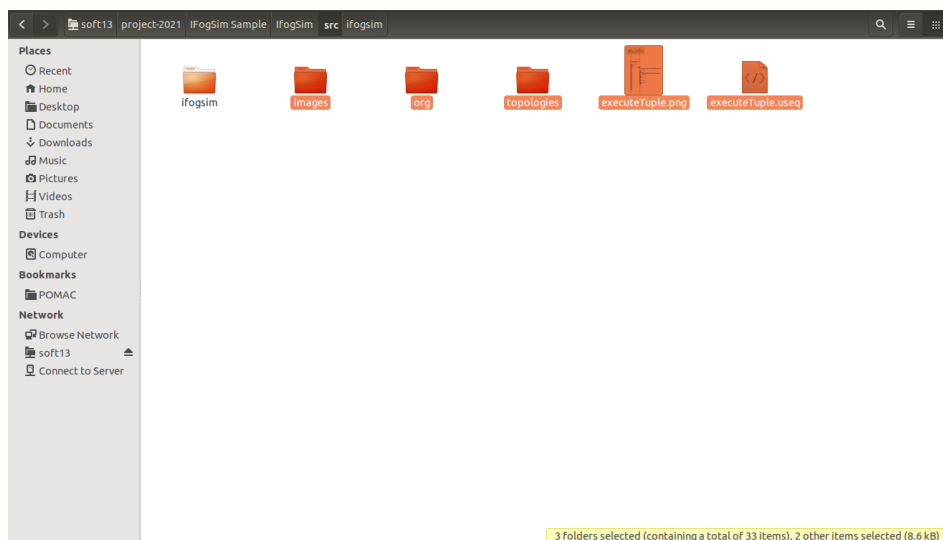 soft13 project-2021 IFogSim Sample IFogSim src ifogsim
Places
Recent
Home
Desktop
Documents
Downloads
Music
Pictures
Videos
Trash
Devices
Computer
Bookmarks
POMAC
Network
Browse Network
soft13
Connect to Server
ifogsim images org topologies executeTuple.png executeTuple.useq
3 folders selected (containing a total of 33 items), 2 other items selected (8.6 kB)